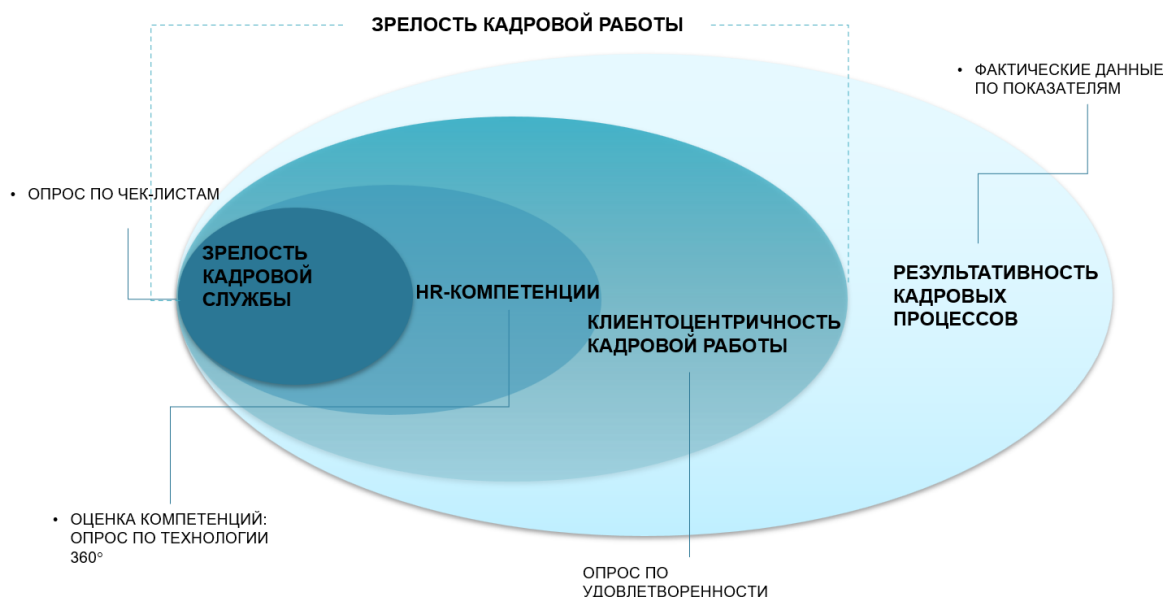 ЗРЕЛОСТЬ КАДРОВОЙ РАБОТЫ
• ФАКТИЧЕСКИЕ ДАННЫЕ
ПО ПОКАЗАТЕЛЯМ
• ОПРОС ПО ЧЕК-ЛИСТАМ
ЗРЕЛОСТЬ
КАДРОВОЙ
СЛУЖБЫ
HR-КОМПЕТЕНЦИИ
КЛИЕНТОЦЕНТРИЧНОСТЬ
КАДРОВОЙ РАБОТЫ
РЕЗУЛЬТАТИВНОСТЬ
КАДРОВЫХ
ПРОЦЕССОВ
• ОЦЕНКА КОМПЕТЕНЦИЙ:
ОПРОС ПО ТЕХНОЛОГИИ
360°
ОПРОС ПО
УДОВЛЕТВОРЕННОСТИ